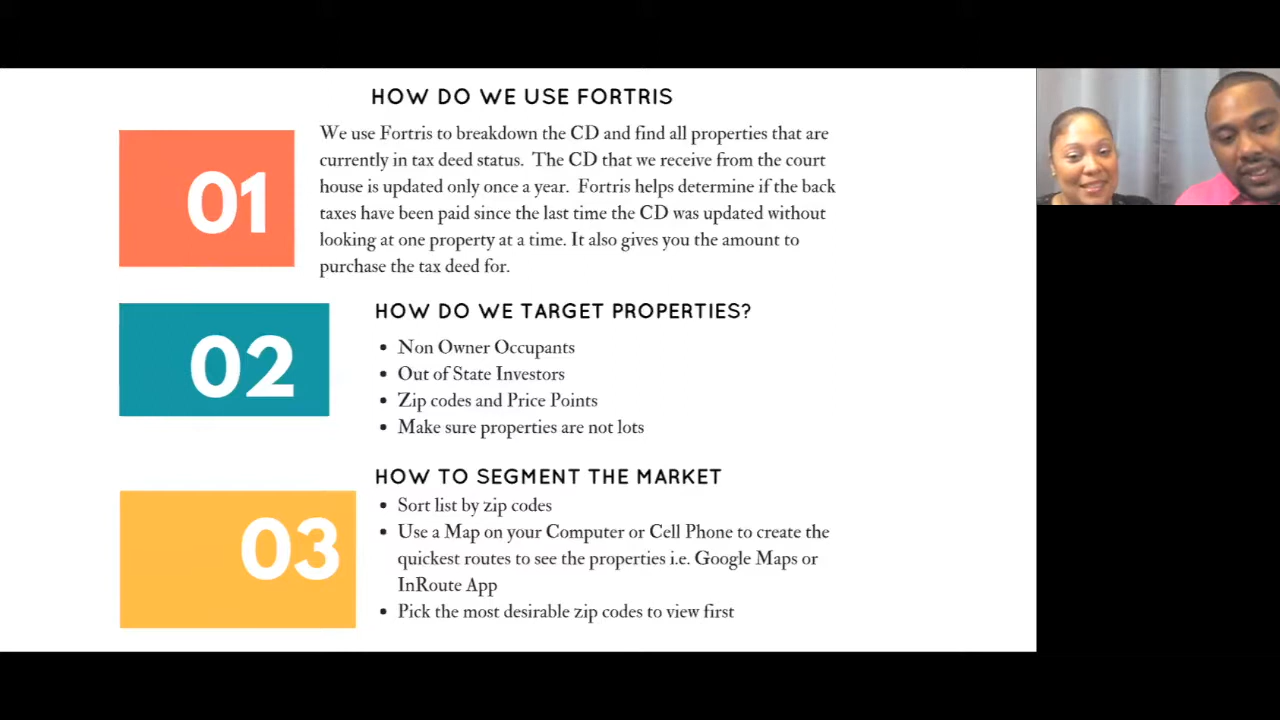 HOW DO WE USE FORTRIS
01
We use Fortris to breakdown the CD and find all properties that are
currently in tax deed status. The CD that we receive from the court
house is updated only once a year. Fortris helps determine if the back
taxes have been paid since the last time the CD was updated without
looking at one property at a time. It also gives you the amount to
purchase the tax deed for.
02
HOW DO WE TARGET PROPERTIES?
• Non Owner Occupants
• Out of State Investors
• Zip codes and Price Points
• Make sure properties are not lots
03
HOW TO SEGMENT THE MARKET
• Sort list by zip codes
• Use a Map on your Computer or Cell Phone to create the
quickest routes to see the properties i.e. Google Maps or
InRoute App
• Pick the most desirable zip codes to view first